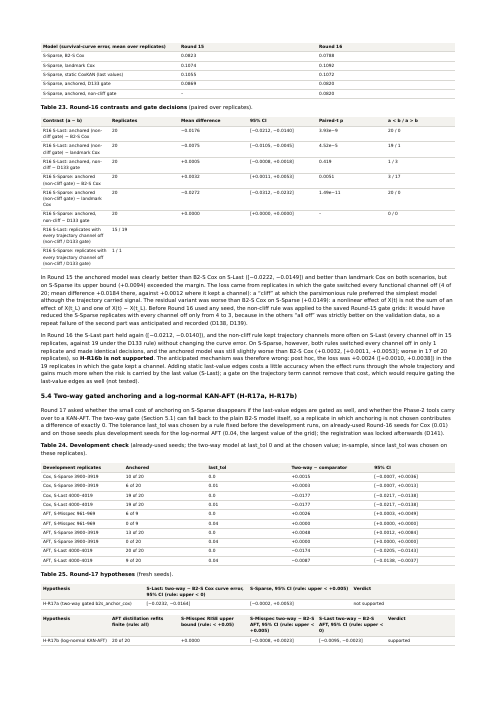 Model (survival-curve error, mean over replicates) Round 15 Round 16
S-Sparse, B2-S Cox 0.0823 0.0788
S-Sparse, landmark Cox 0.1074 0.1092
S-Sparse, static CoxKAN (last values) 0.1055 0.1072
S-Sparse, anchored, D133 gate 0.0869 0.0820
S-Sparse, anchored, non-cliff gate – 0.0820
Table 23. Round-16 contrasts and gate decisions (paired over replicates).
Contrast (a − b) Replicates Mean difference 95% CI Paired-t p a < b / a > b
R16 S-Last: anchored (non-cliff gate) − B2-S Cox 20 −0.0176 [−0.0212, −0.0140] 3.93e−9 20 / 0
R16 S-Last: anchored (non-cliff gate) − landmark Cox 20 −0.0075 [−0.0105, −0.0045] 4.52e−5 19 / 1
R16 S-Last: anchored, non-cliff − D133 gate 20 +0.0005 [−0.0008, +0.0018] 0.419 1 / 3
R16 S-Sparse: anchored (non-cliff gate) − B2-S Cox 20 +0.0032 [+0.0011, +0.0053] 0.0051 3 / 17
R16 S-Sparse: anchored (non-cliff gate) − landmark Cox 20 −0.0272 [−0.0312, −0.0232] 1.49e−11 20 / 0
R16 S-Sparse: anchored, non-cliff − D133 gate 20 +0.0000 [+0.0000, +0.0000] – 0 / 0
R16 S-Last: replicates with every trajectory channel off (non-cliff / D133 gate) 15 / 19
R16 S-Sparse: replicates with every trajectory channel off (non-cliff / D133 gate) 1 / 1
In Round 15 the anchored model was clearly better than B2-S Cox on S-Last ([−0.0222, −0.0149]) and better than landmark Cox on both scenarios, but
on S-Sparse its upper bound (+0.0094) exceeded the margin. The loss came from replicates in which the gate switched every functional channel off (4 of
20; mean difference +0.0184 there, against +0.0012 where it kept a channel): a "cliff" at which the parsimonious rule preferred the simplest model
although the trajectory carried signal. The residual variant was worse than B2-S Cox on S-Sparse (+0.0149): a nonlinear effect of X(t) is not the sum of an
effect of X(t_L) and one of X(t) − X(t_L). Before Round 16 used any seed, the non-cliff rule was applied to the saved Round-15 gate grids: it would have
reduced the S-Sparse replicates with every channel off only from 4 to 3, because in the others "all off" was strictly better on the validation data, so a
repeat failure of the second part was anticipated and recorded (D138, D139).
In Round 16 the S-Last part held again ([−0.0212, −0.0140]), and the non-cliff rule kept trajectory channels more often on S-Last (every channel off in 15
replicates, against 19 under the D133 rule) without changing the curve error. On S-Sparse, however, both rules switched every channel off in only 1
replicate and made identical decisions, and the anchored model was still slightly worse than B2-S Cox (+0.0032, [+0.0011, +0.0053]; worse in 17 of 20
replicates), so H-R16b is not supported. The anticipated mechanism was therefore wrong: post hoc, the loss was +0.0024 ([+0.0010, +0.0038]) in the
19 replicates in which the gate kept a channel. Adding static last-value edges costs a little accuracy when the effect runs through the whole trajectory and
gains much more when the risk is carried by the last value (S-Last); a gate on the trajectory term cannot remove that cost, which would require gating the
last-value edges as well (not tested).
5.4 Two-way gated anchoring and a log-normal KAN-AFT (H-R17a, H-R17b)
Round 17 asked whether the small cost of anchoring on S-Sparse disappears if the last-value edges are gated as well, and whether the Phase-2 tools carry
over to a KAN-AFT. The two-way gate (Section 5.1) can fall back to the plain B2-S model itself, so a replicate in which anchoring is not chosen contributes
a difference of exactly 0. The tolerance last_tol was chosen by a rule fixed before the development runs, on already-used Round-16 seeds for Cox (0.01)
and on those seeds plus development seeds for the log-normal AFT (0.04, the largest value of the grid); the registration was locked afterwards (D141).
Table 24. Development check (already-used seeds; the two-way model at last_tol 0 and at the chosen value; in-sample, since last_tol was chosen on
these replicates).
Development replicates Anchored last_tol Two-way − comparator 95% CI
Cox, S-Sparse 3900–3919 10 of 20 0.0 +0.0015 [−0.0007, +0.0036]
Cox, S-Sparse 3900–3919 6 of 20 0.01 +0.0003 [−0.0007, +0.0013]
Cox, S-Last 4000–4019 19 of 20 0.0 −0.0177 [−0.0217, −0.0138]
Cox, S-Last 4000–4019 19 of 20 0.01 −0.0177 [−0.0217, −0.0138]
AFT, S-Misspec 961–969 6 of 9 0.0 +0.0026 [+0.0003, +0.0049]
AFT, S-Misspec 961–969 0 of 9 0.04 +0.0000 [+0.0000, +0.0000]
AFT, S-Sparse 3900–3919 13 of 20 0.0 +0.0048 [+0.0012, +0.0084]
AFT, S-Sparse 3900–3919 0 of 20 0.04 +0.0000 [+0.0000, +0.0000]
AFT, S-Last 4000–4019 20 of 20 0.0 −0.0174 [−0.0205, −0.0143]
AFT, S-Last 4000–4019 9 of 20 0.04 −0.0087 [−0.0138, −0.0037]
Table 25. Round-17 hypotheses (fresh seeds).
Hypothesis S-Last: two-way − B2-S Cox curve error, 95% CI (rule: upper < 0) S-Sparse, 95% CI (rule: upper < +0.005) Verdict
H-R17a (two-way gated b2s_anchor_cox) [−0.0232, −0.0164] [−0.0002, +0.0053] not supported
Hypothesis AFT distillation refits finite (rule: all) S-Misspec RISE upper bound (rule: < +0.05) S-Misspec two-way − B2-S AFT, 95% CI (rule: upper < +0.005) S-Last two-way − B2-S AFT, 95% CI (rule: upper < 0) Verdict
H-R17b (log-normal KAN-AFT) 20 of 20 +0.0000 [−0.0008, +0.0023] [−0.0095, −0.0023] supported